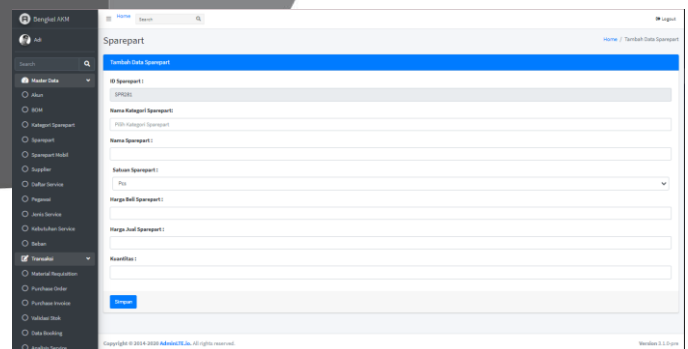 Bengkel AKM
Home
Search
Logout
Adi
Sparepart
Home / Tambah Data Sparepart
Search
Tambah Data Sparepart
Master Data
ID Sparepart :
Akun
SPR081
BOM
Nama Kategori Sparepart:
Kategori Sparepart
Pilih Kategori Sparepart
Sparepart
Nama Sparepart :
Sparepart Mobil
Supplier
Satuan Sparepart :
Daftar Service
Pcs
Pegawai
Harga Beli Sparepart :
Jenis Service
Kebutuhan Service
Harga Jual Sparepart :
Beban
Transaksi
Kuantitas :
Material Requisition
Purchase Order
Simpan
Purchase Invoice
Validasi Stok
Data Booking
Copyright © 2014-2020 AdminLTE.io. All rights reserved.
Version 3.1.0-pre
Analisis Service